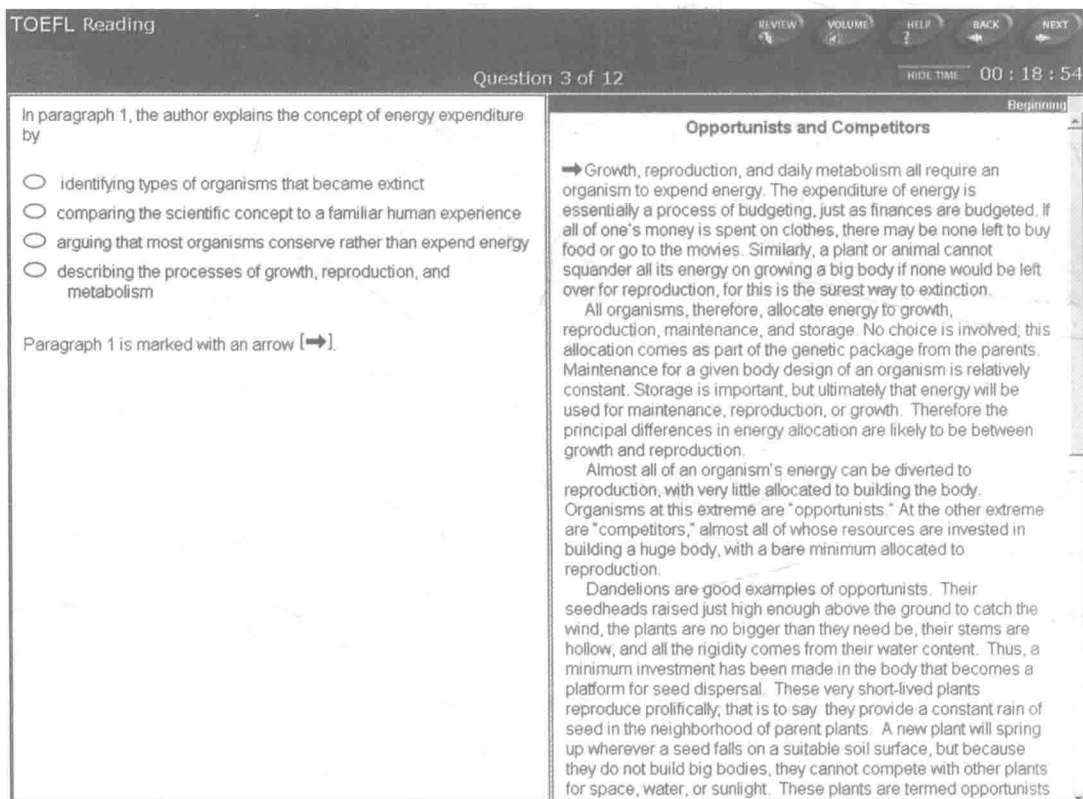 TOEFL Reading
REVIEW VOLUME HELP BACK NEXT
?
Question 3 of 12
HIDE TIME 00 : 18 : 54
In paragraph 1, the author explains the concept of energy expenditure
by
identifying types of organisms that became extinct
comparing the scientific concept to a familiar human experience
arguing that most organisms conserve rather than expend energy
describing the processes of growth, reproduction, and
metabolism
Paragraph 1 is marked with an arrow [➡].
Beginning
Opportunists and Competitors
➡Growth, reproduction, and daily metabolism all require an
organism to expend energy. The expenditure of energy is
essentially a process of budgeting, just as finances are budgeted. If
all of one's money is spent on clothes, there may be none left to buy
food or go to the movies. Similarly, a plant or animal cannot
squander all its energy on growing a big body if none would be left
over for reproduction, for this is the surest way to extinction.
All organisms, therefore, allocate energy to growth,
reproduction, maintenance, and storage. No choice is involved; this
allocation comes as part of the genetic package from the parents.
Maintenance for a given body design of an organism is relatively
constant. Storage is important, but ultimately that energy will be
used for maintenance, reproduction, or growth. Therefore the
principal differences in energy allocation are likely to be between
growth and reproduction.
Almost all of an organism's energy can be diverted to
reproduction, with very little allocated to building the body.
Organisms at this extreme are "opportunists." At the other extreme
are "competitors," almost all of whose resources are invested in
building a huge body, with a bare minimum allocated to
reproduction.
Dandelions are good examples of opportunists. Their
seedheads raised just high enough above the ground to catch the
wind, the plants are no bigger than they need be, their stems are
hollow, and all the rigidity comes from their water content. Thus, a
minimum investment has been made in the body that becomes a
platform for seed dispersal. These very short-lived plants
reproduce prolifically; that is to say they provide a constant rain of
seed in the neighborhood of parent plants. A new plant will spring
up wherever a seed falls on a suitable soil surface, but because
they do not build big bodies, they cannot compete with other plants
for space, water, or sunlight. These plants are termed opportunists